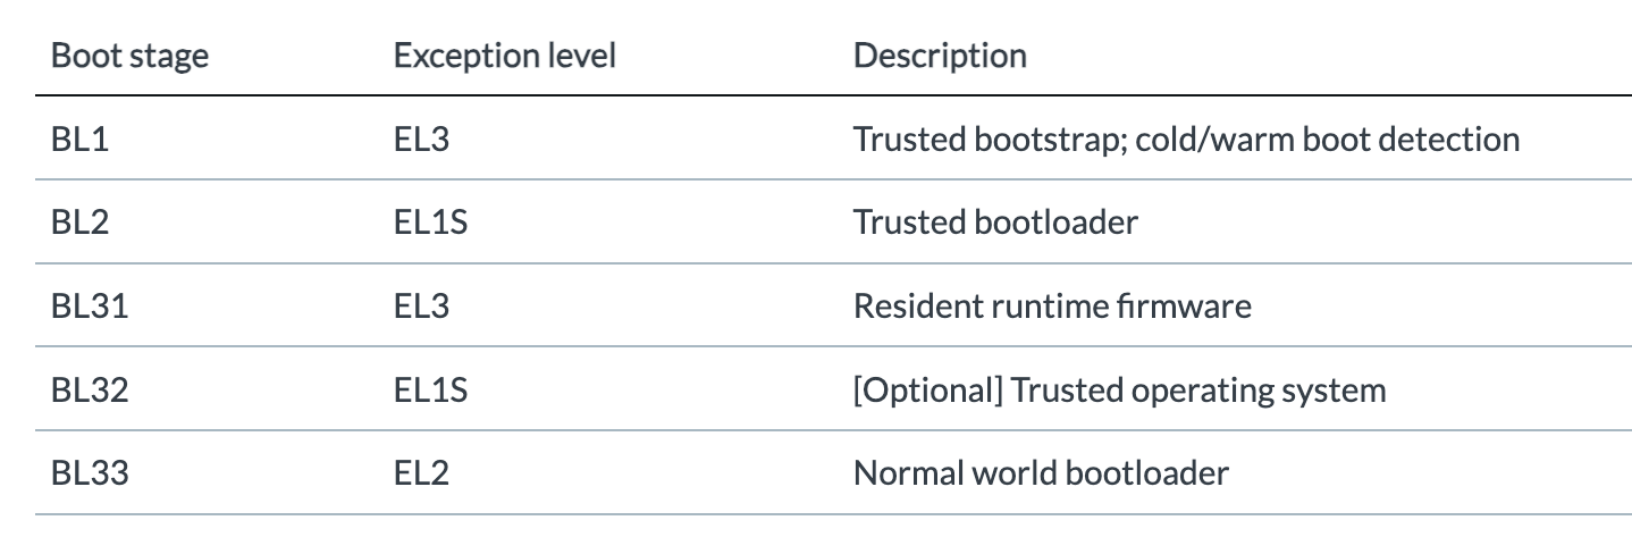 Boot stage Exception level Description
BL1 EL3 Trusted bootstrap; cold/warm boot detection
BL2 EL1S Trusted bootloader
BL31 EL3 Resident runtime firmware
BL32 EL1S [Optional] Trusted operating system
BL33 EL2 Normal world bootloader